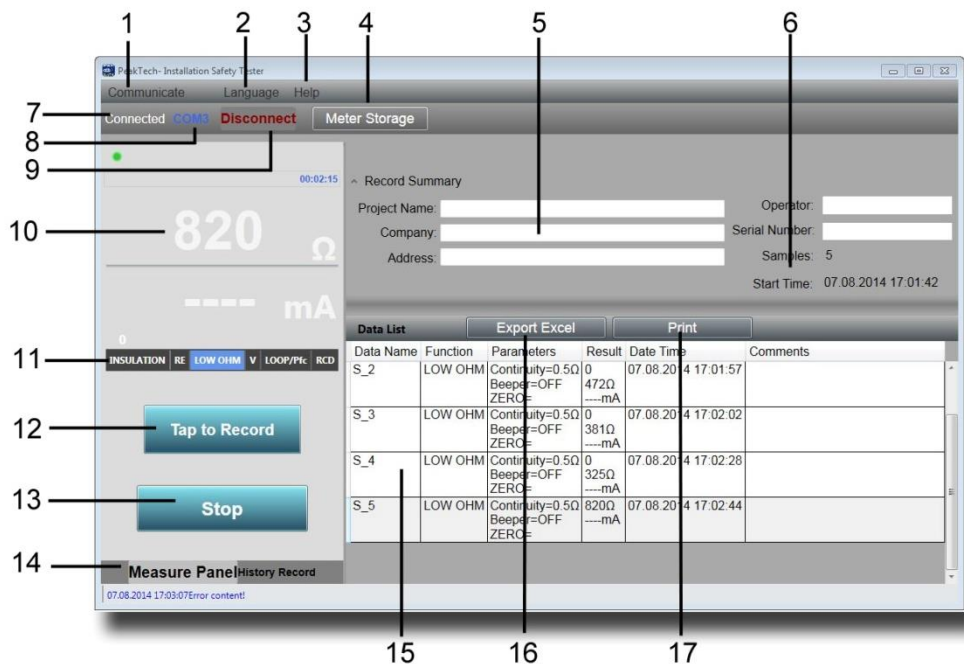 1 2 3 4 5 6
PeakTech- Installation Safety Tester
Communicate Language Help
7 Connected COM3 Disconnect Meter Storage
8
9
00:02:15
Record Summary
Project Name: Operator:
Company: Serial Number:
Address: Samples: 5
Start Time: 07.08.2014 17:01:42
10 820 Ω
---- mA
0
11 INSULATION RE LOW OHM V LOOP/Pfc RCD
12 Tap to Record
13 Stop
14 Measure Panel History Record
07.08.2014 17:03:07Error content!
Data List Export Excel Print
Data Name Function Parameters Result Date Time Comments
S_2 LOW OHM Continuity=0.5Ω 0 07.08.2014 17:01:57
Beeper=OFF 472Ω
ZERO= ----mA
S_3 LOW OHM Continuity=0.5Ω 0 07.08.2014 17:02:02
Beeper=OFF 381Ω
ZERO= ----mA
S_4 LOW OHM Continuity=0.5Ω 0 07.08.2014 17:02:28
Beeper=OFF 325Ω
ZERO= ----mA
S_5 LOW OHM Continuity=0.5Ω 820Ω 07.08.2014 17:02:44
Beeper=OFF ----mA
ZERO=
15 16 17